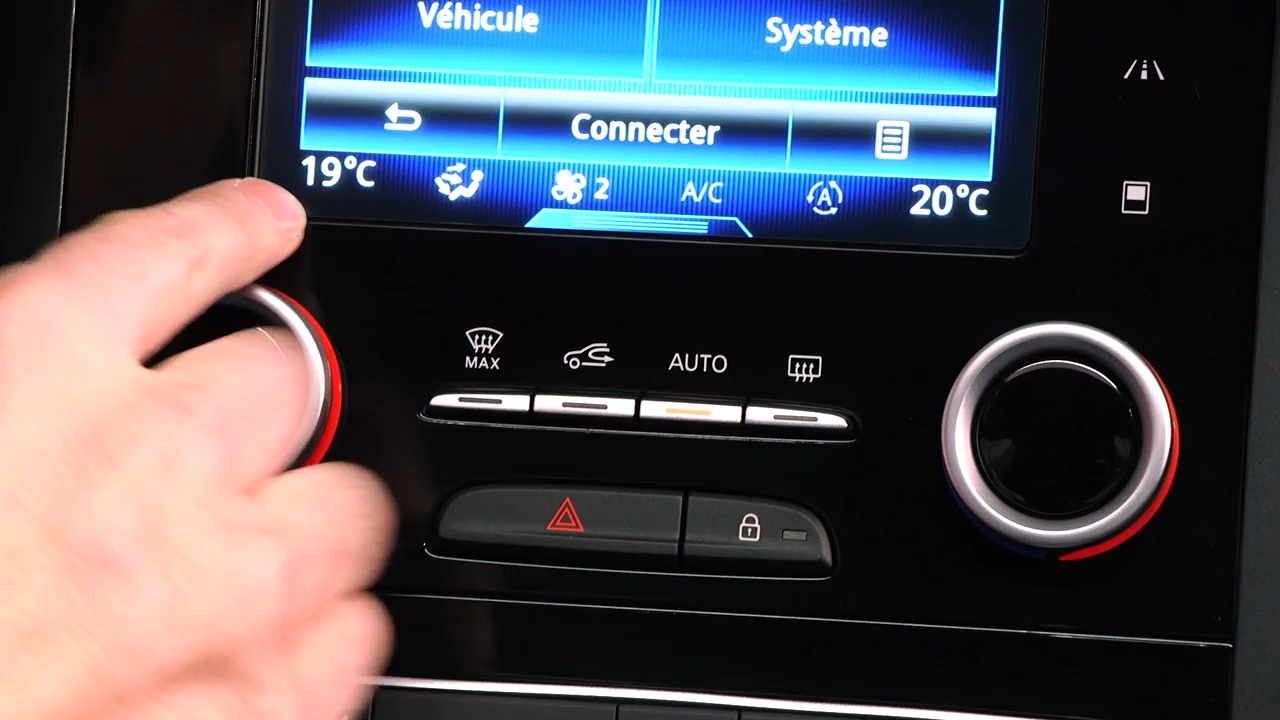 Véhicule
Système
Connecter
19°C
2
A/C
A
20°C
MAX
AUTO